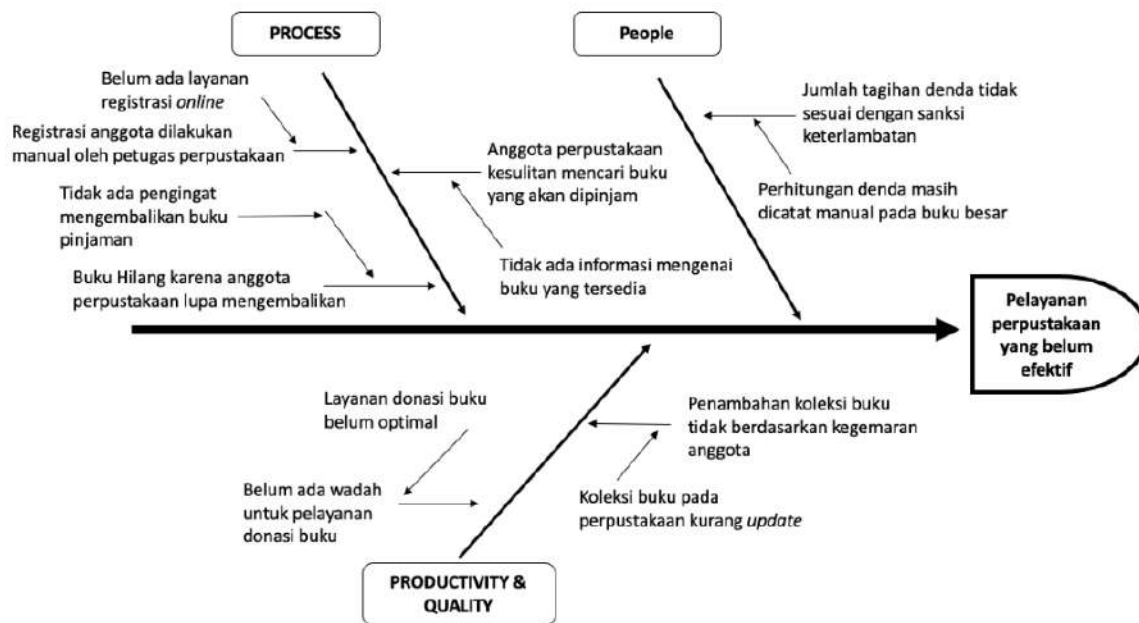 PROCESS
People
Belum ada layanan
registrasi online
Registrasi anggota dilakukan
manual oleh petugas perpustakaan
Tidak ada pengingat
mengembalikan buku
pinjaman
Buku Hilang karena anggota
perpustakaan lupa mengembalikan
Anggota perpustakaan
kesulitan mencari buku
yang akan dipinjam
Tidak ada informasi mengenai
buku yang tersedia
Jumlah tagihan denda tidak
sesuai dengan sanksi
keterlambatan
Perhitungan denda masih
dicatat manual pada buku besar
Pelayanan
perpustakaan
yang belum
efektif
Layanan donasi buku
belum optimal
Belum ada wadah
untuk pelayanan
donasi buku
Penambahan koleksi buku
tidak berdasarkan kegemaran
anggota
Koleksi buku pada
perpustakaan kurang update
PRODUCTIVITY &
QUALITY